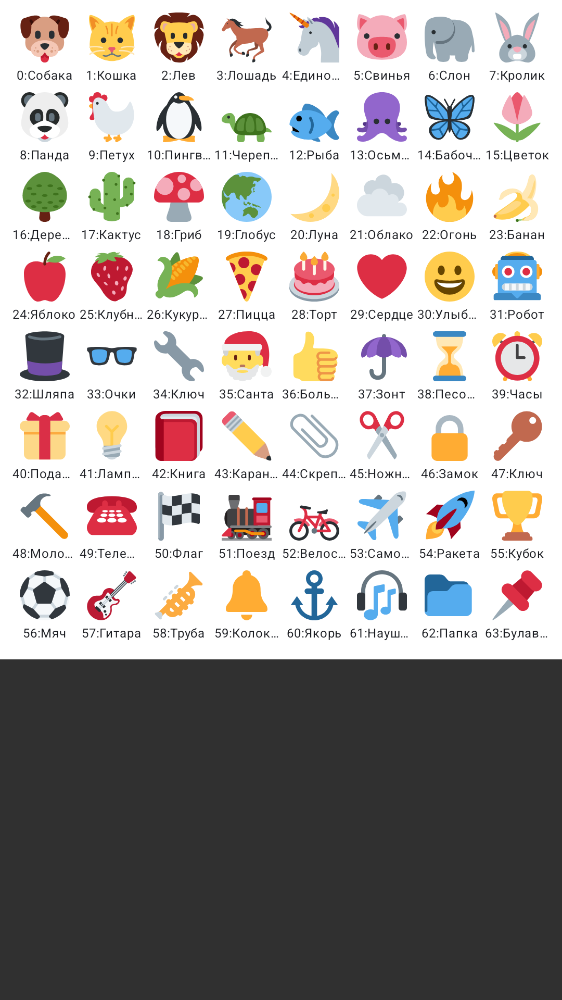 0:Собака 1:Кошка 2:Лев 3:Лошадь 4:Едино… 5:Свинья 6:Слон 7:Кролик
8:Панда 9:Петух 10:Пингв… 11:Череп… 12:Рыба 13:Осьм… 14:Бабоч… 15:Цветок
16:Дере… 17:Кактус 18:Гриб 19:Глобус 20:Луна 21:Облако 22:Огонь 23:Банан
24:Яблоко 25:Клубн… 26:Кукур… 27:Пицца 28:Торт 29:Сердце 30:Улыб… 31:Робот
32:Шляпа 33:Очки 34:Ключ 35:Санта 36:Боль… 37:Зонт 38:Песо… 39:Часы
40:Пода… 41:Ламп… 42:Книга 43:Каран… 44:Скреп… 45:Ножн… 46:Замок 47:Ключ
48:Моло… 49:Теле… 50:Флаг 51:Поезд 52:Велос… 53:Само… 54:Ракета 55:Кубок
56:Мяч 57:Гитара 58:Труба 59:Колок… 60:Якорь 61:Науш… 62:Папка 63:Булав…